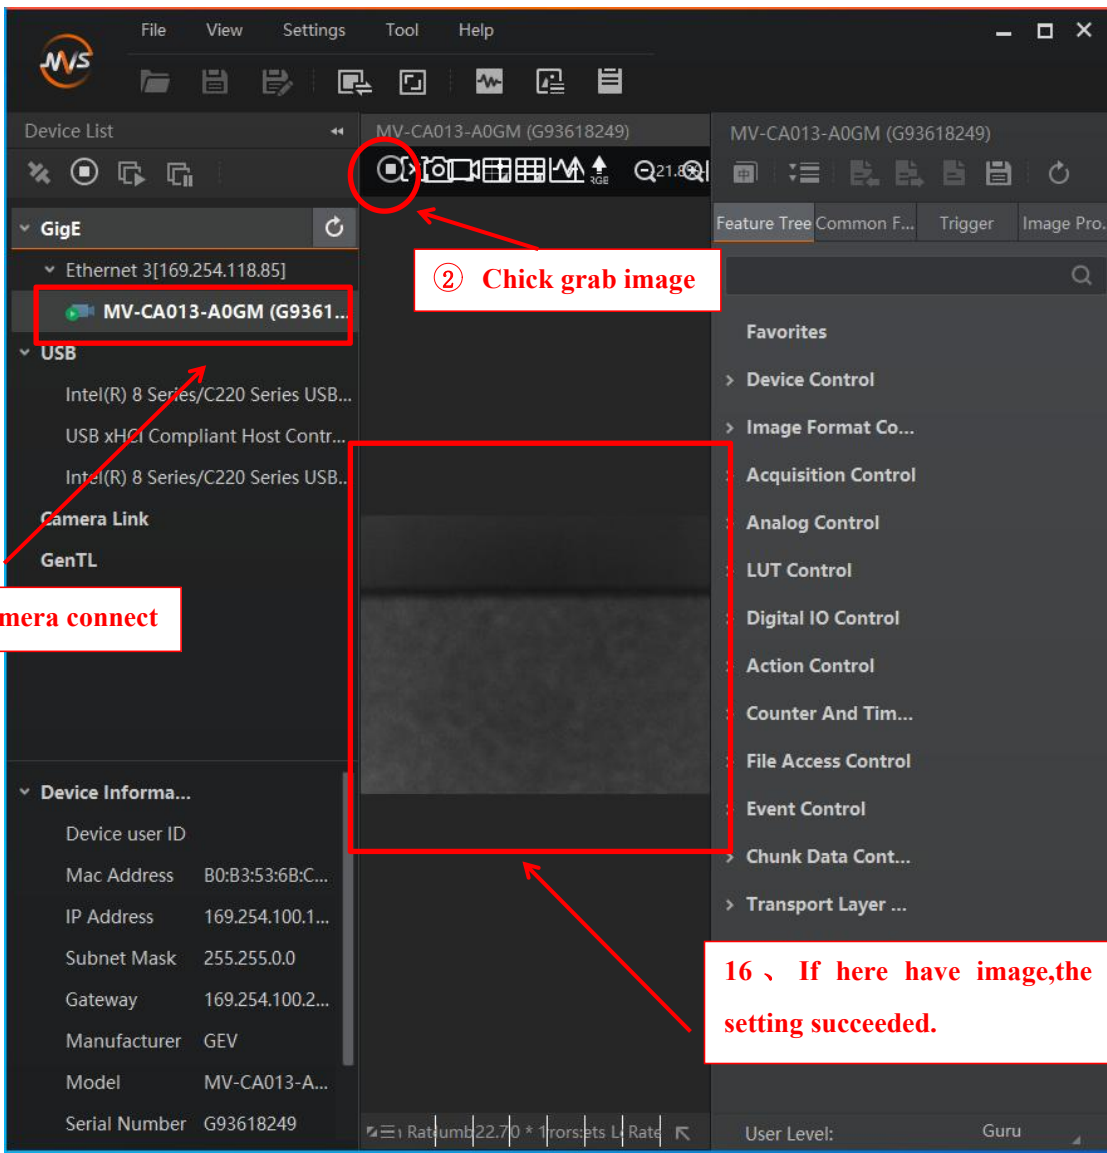 File View Settings Tool Help
MVS
Device List
MV-CA013-A0GM (G93618249)
MV-CA013-A0GM (G93618249)
RGB
GigE
Feature Tree Common F... Trigger Image Pro.
Ethernet 3[169.254.118.85]
② Chick grab image
MV-CA013-A0GM (G9361...
USB
Intel(R) 8 Series/C220 Series USB...
USB xHCI Compliant Host Contr...
Intel(R) 8 Series/C220 Series USB..
Camera Link
GenTL
mera connect
Favorites
Device Control
Image Format Co...
Acquisition Control
Analog Control
LUT Control
Digital IO Control
Action Control
Counter And Tim...
File Access Control
Event Control
Chunk Data Cont...
Transport Layer ...
16 、 If here have image,the
setting succeeded.
Device Informa...
Device user ID
Mac Address B0:B3:53:6B:C...
IP Address 169.254.100.1...
Subnet Mask 255.255.0.0
Gateway 169.254.100.2...
Manufacturer GEV
Model MV-CA013-A...
Serial Number G93618249
User Level: Guru